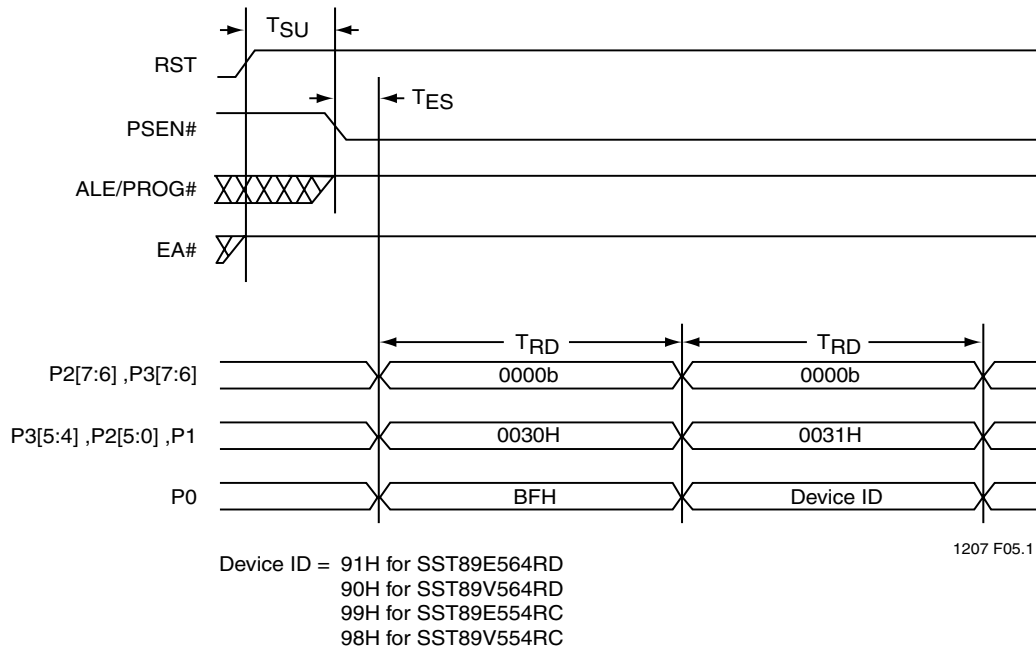 TSU
RST
TES
PSEN#
ALE/PROG#
EA#
TRD TRD
P2[7:6] ,P3[7:6] 0000b 0000b
P3[5:4] ,P2[5:0] ,P1 0030H 0031H
P0 BFH Device ID
1207 F05.1
Device ID = 91H for SST89E564RD
90H for SST89V564RD
99H for SST89E554RC
98H for SST89V554RC